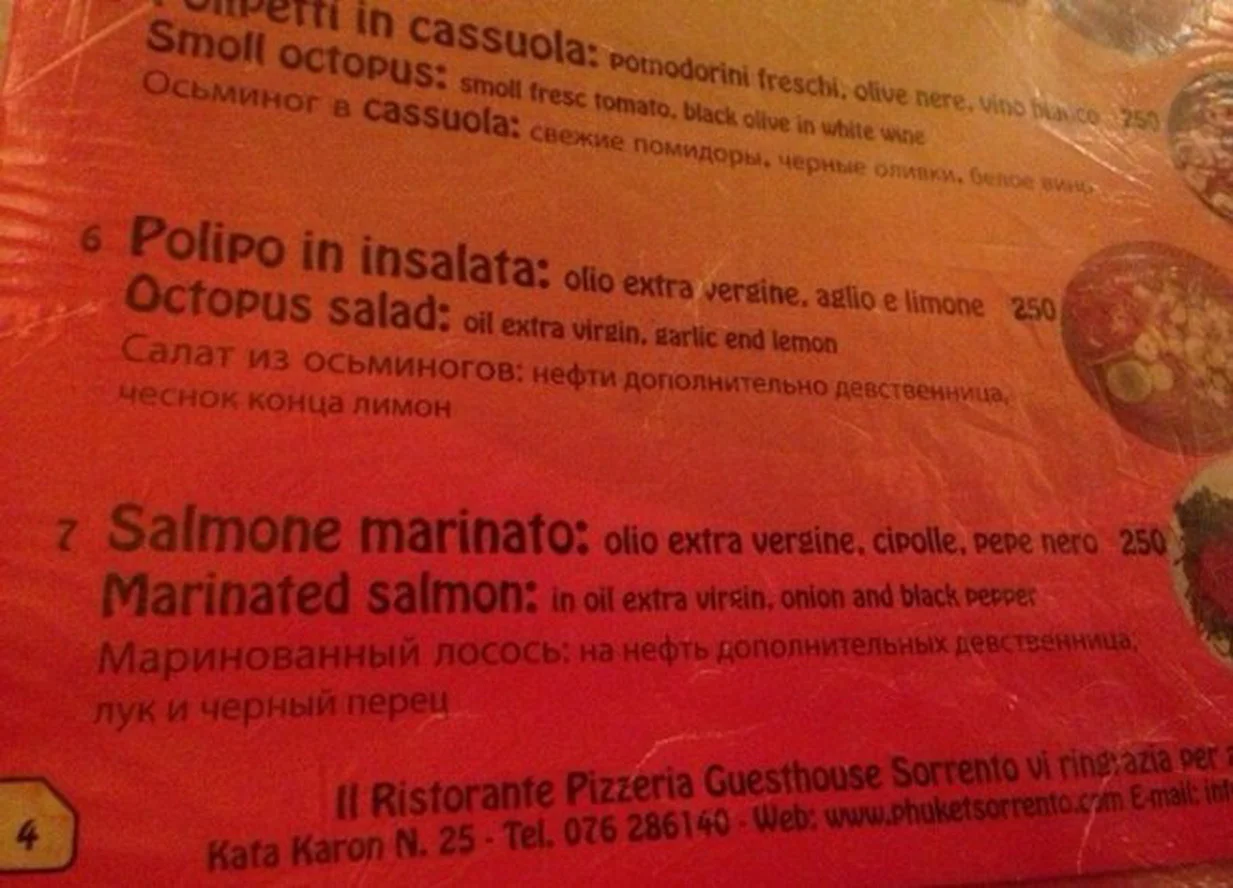 in cassuola: pomodorini freschi, olive nere, vino bianco 250
Smoll octopus: smoll fresc tomato, black olive in white wine
Осьминог в cassuola: свежие помидоры, черные оливки, белое вино
6 Polipo in insalata: olio extra vergine, aglio e limone 250
Octopus salad: oil extra virgin, garlic end lemon
Салат из осьминогов: нефти дополнительно девственница,
чеснок конца лимон
7 Salmone marinato: olio extra vergine, cipolle, pepe nero 250
Marinated salmon: in oil extra virgin, onion and black pepper
Маринованный лосось: на нефть дополнительных девственница,
лук и черный перец
Il Ristorante Pizzeria Guesthouse Sorrento vi ringrazia per
Kata Karon N. 25 - Tel. 076 286140 - Web: www.phuketsorrento.com E-mail:
4